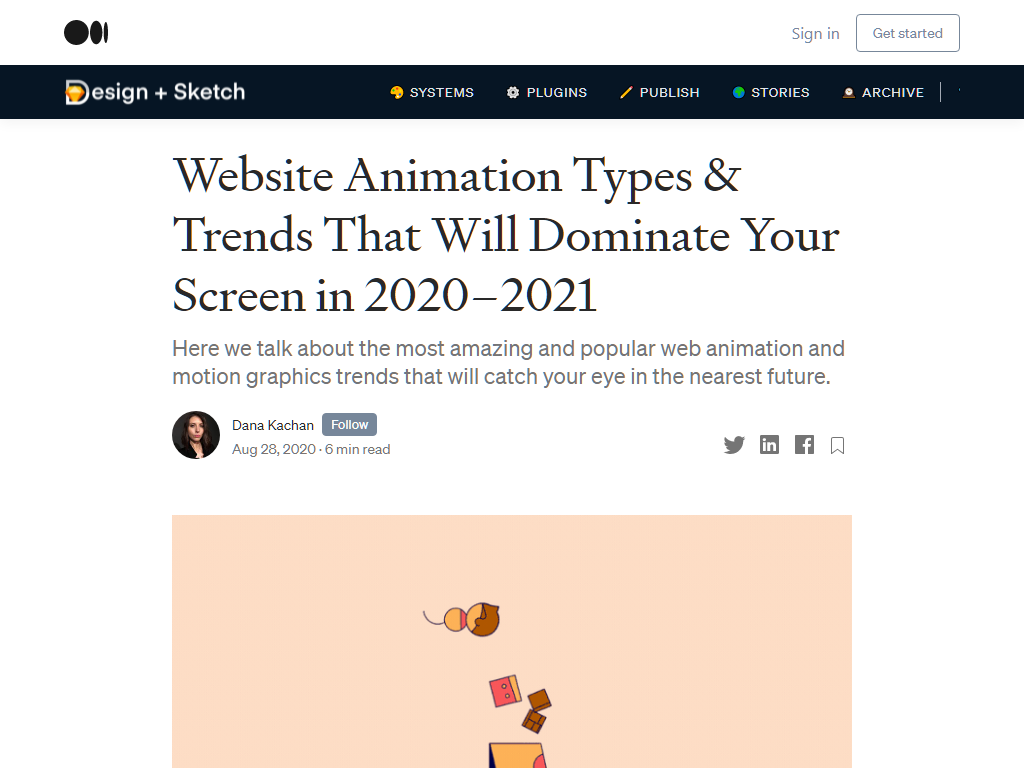 Sign in
Get started
Design + Sketch
SYSTEMS
PLUGINS
PUBLISH
STORIES
ARCHIVE
Website Animation Types &
Trends That Will Dominate Your
Screen in 2020–2021
Here we talk about the most amazing and popular web animation and
motion graphics trends that will catch your eye in the nearest future.
Dana Kachan
Follow
Aug 28, 2020 · 6 min read